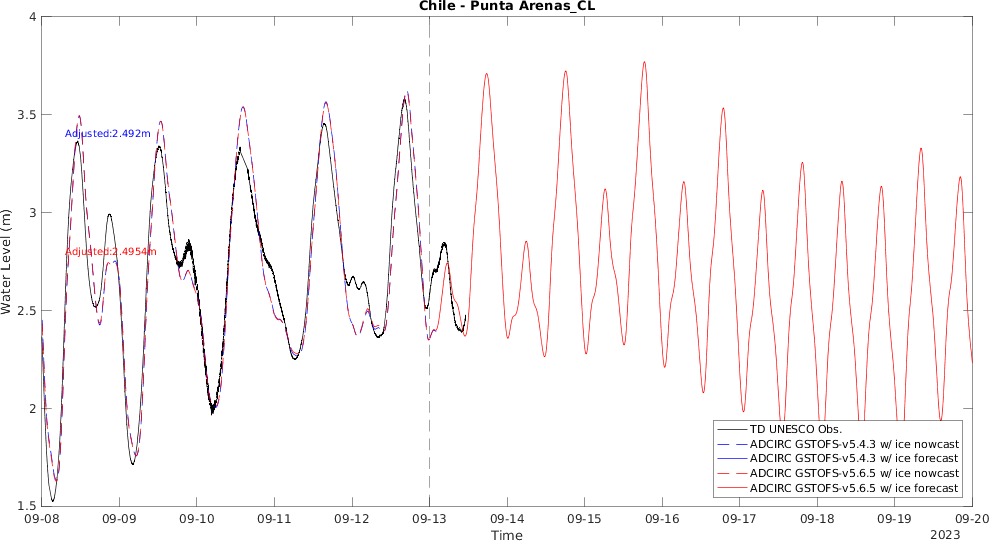 Chile - Punta Arenas_CL
4
3.5
3
2.5
2
1.5
Water Level (m)
Adjusted:2.492m
Adjusted:2.4954m
TD UNESCO Obs.
ADCIRC GSTOFS-v5.4.3 w/ ice nowcast
ADCIRC GSTOFS-v5.4.3 w/ ice forecast
ADCIRC GSTOFS-v5.6.5 w/ ice nowcast
ADCIRC GSTOFS-v5.6.5 w/ ice forecast
09-08 09-09 09-10 09-11 09-12 09-13 09-14 09-15 09-16 09-17 09-18 09-19 09-20
Time
2023